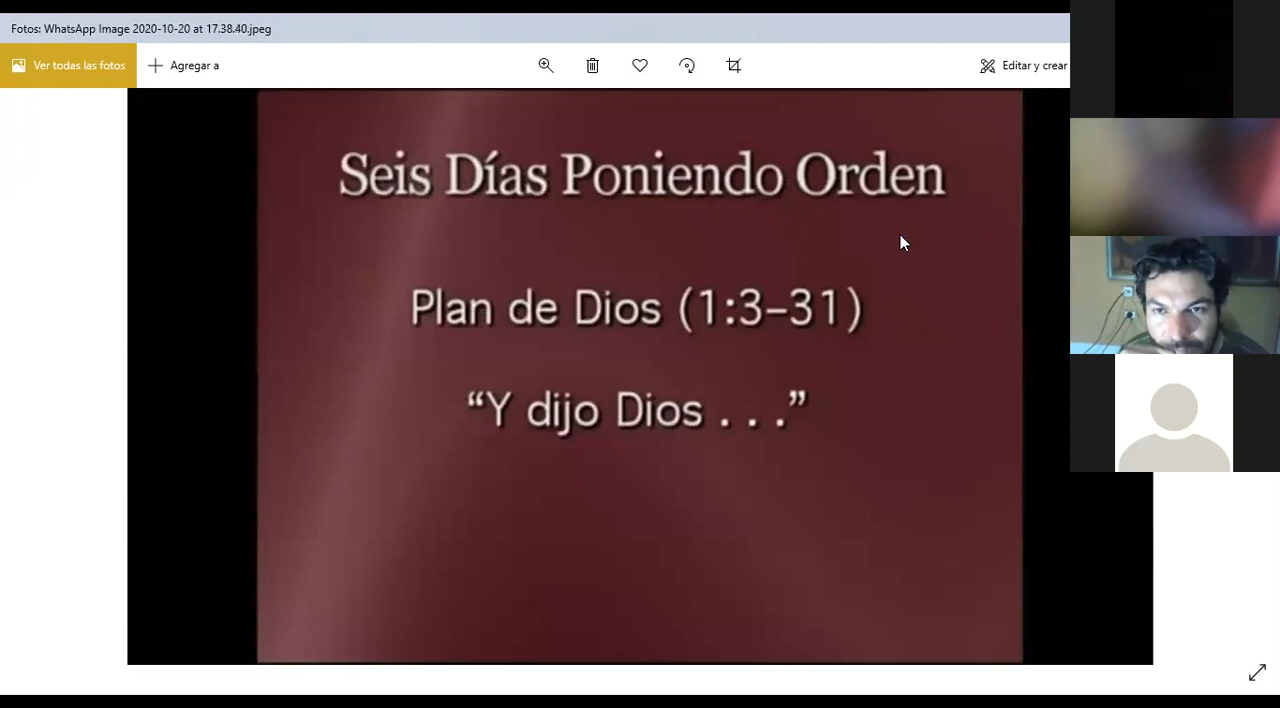 Fotos: WhatsApp Image 2020-10-20 at 17.38.40.jpeg
Ver todas las fotos
Agregar a
Editar y crear
Seis Días Poniendo Orden
Plan de Dios (1:3–31)
“Y dijo Dios . . .”